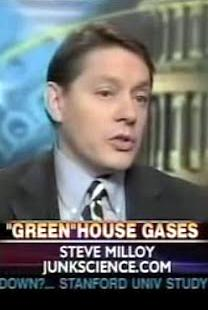 "GREEN"HOUSE GASES
STEVE MILLOY
JUNKSCIENCE.COM
DOWN?... STANFORD UNIV STUDY